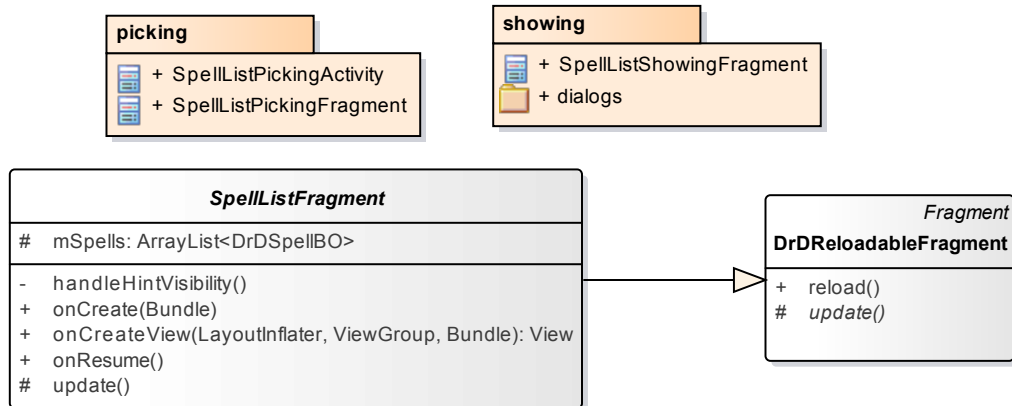 picking
+ SpellListPickingActivity
+ SpellListPickingFragment
showing
+ SpellListShowingFragment
+ dialogs
SpellListFragment
# mSpells: ArrayList<DrDSpellBO>
- handleHintVisibility()
+ onCreate(Bundle)
+ onCreateView(LayoutInflater, ViewGroup, Bundle): View
+ onResume()
# update()
Fragment
DrDReloadableFragment
+ reload()
# update()